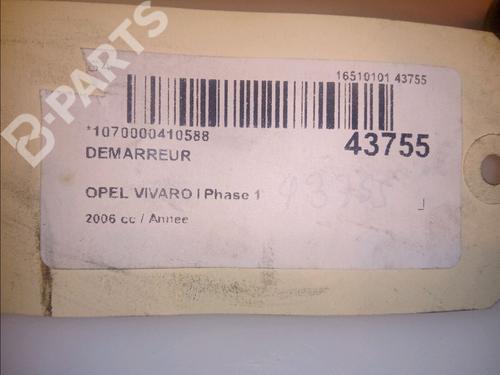 B-PARTS
16510101 43755
*1070000410588
43755
DEMARREUR
OPEL VIVARO I Phase 1
43755
2006 cc / Annee